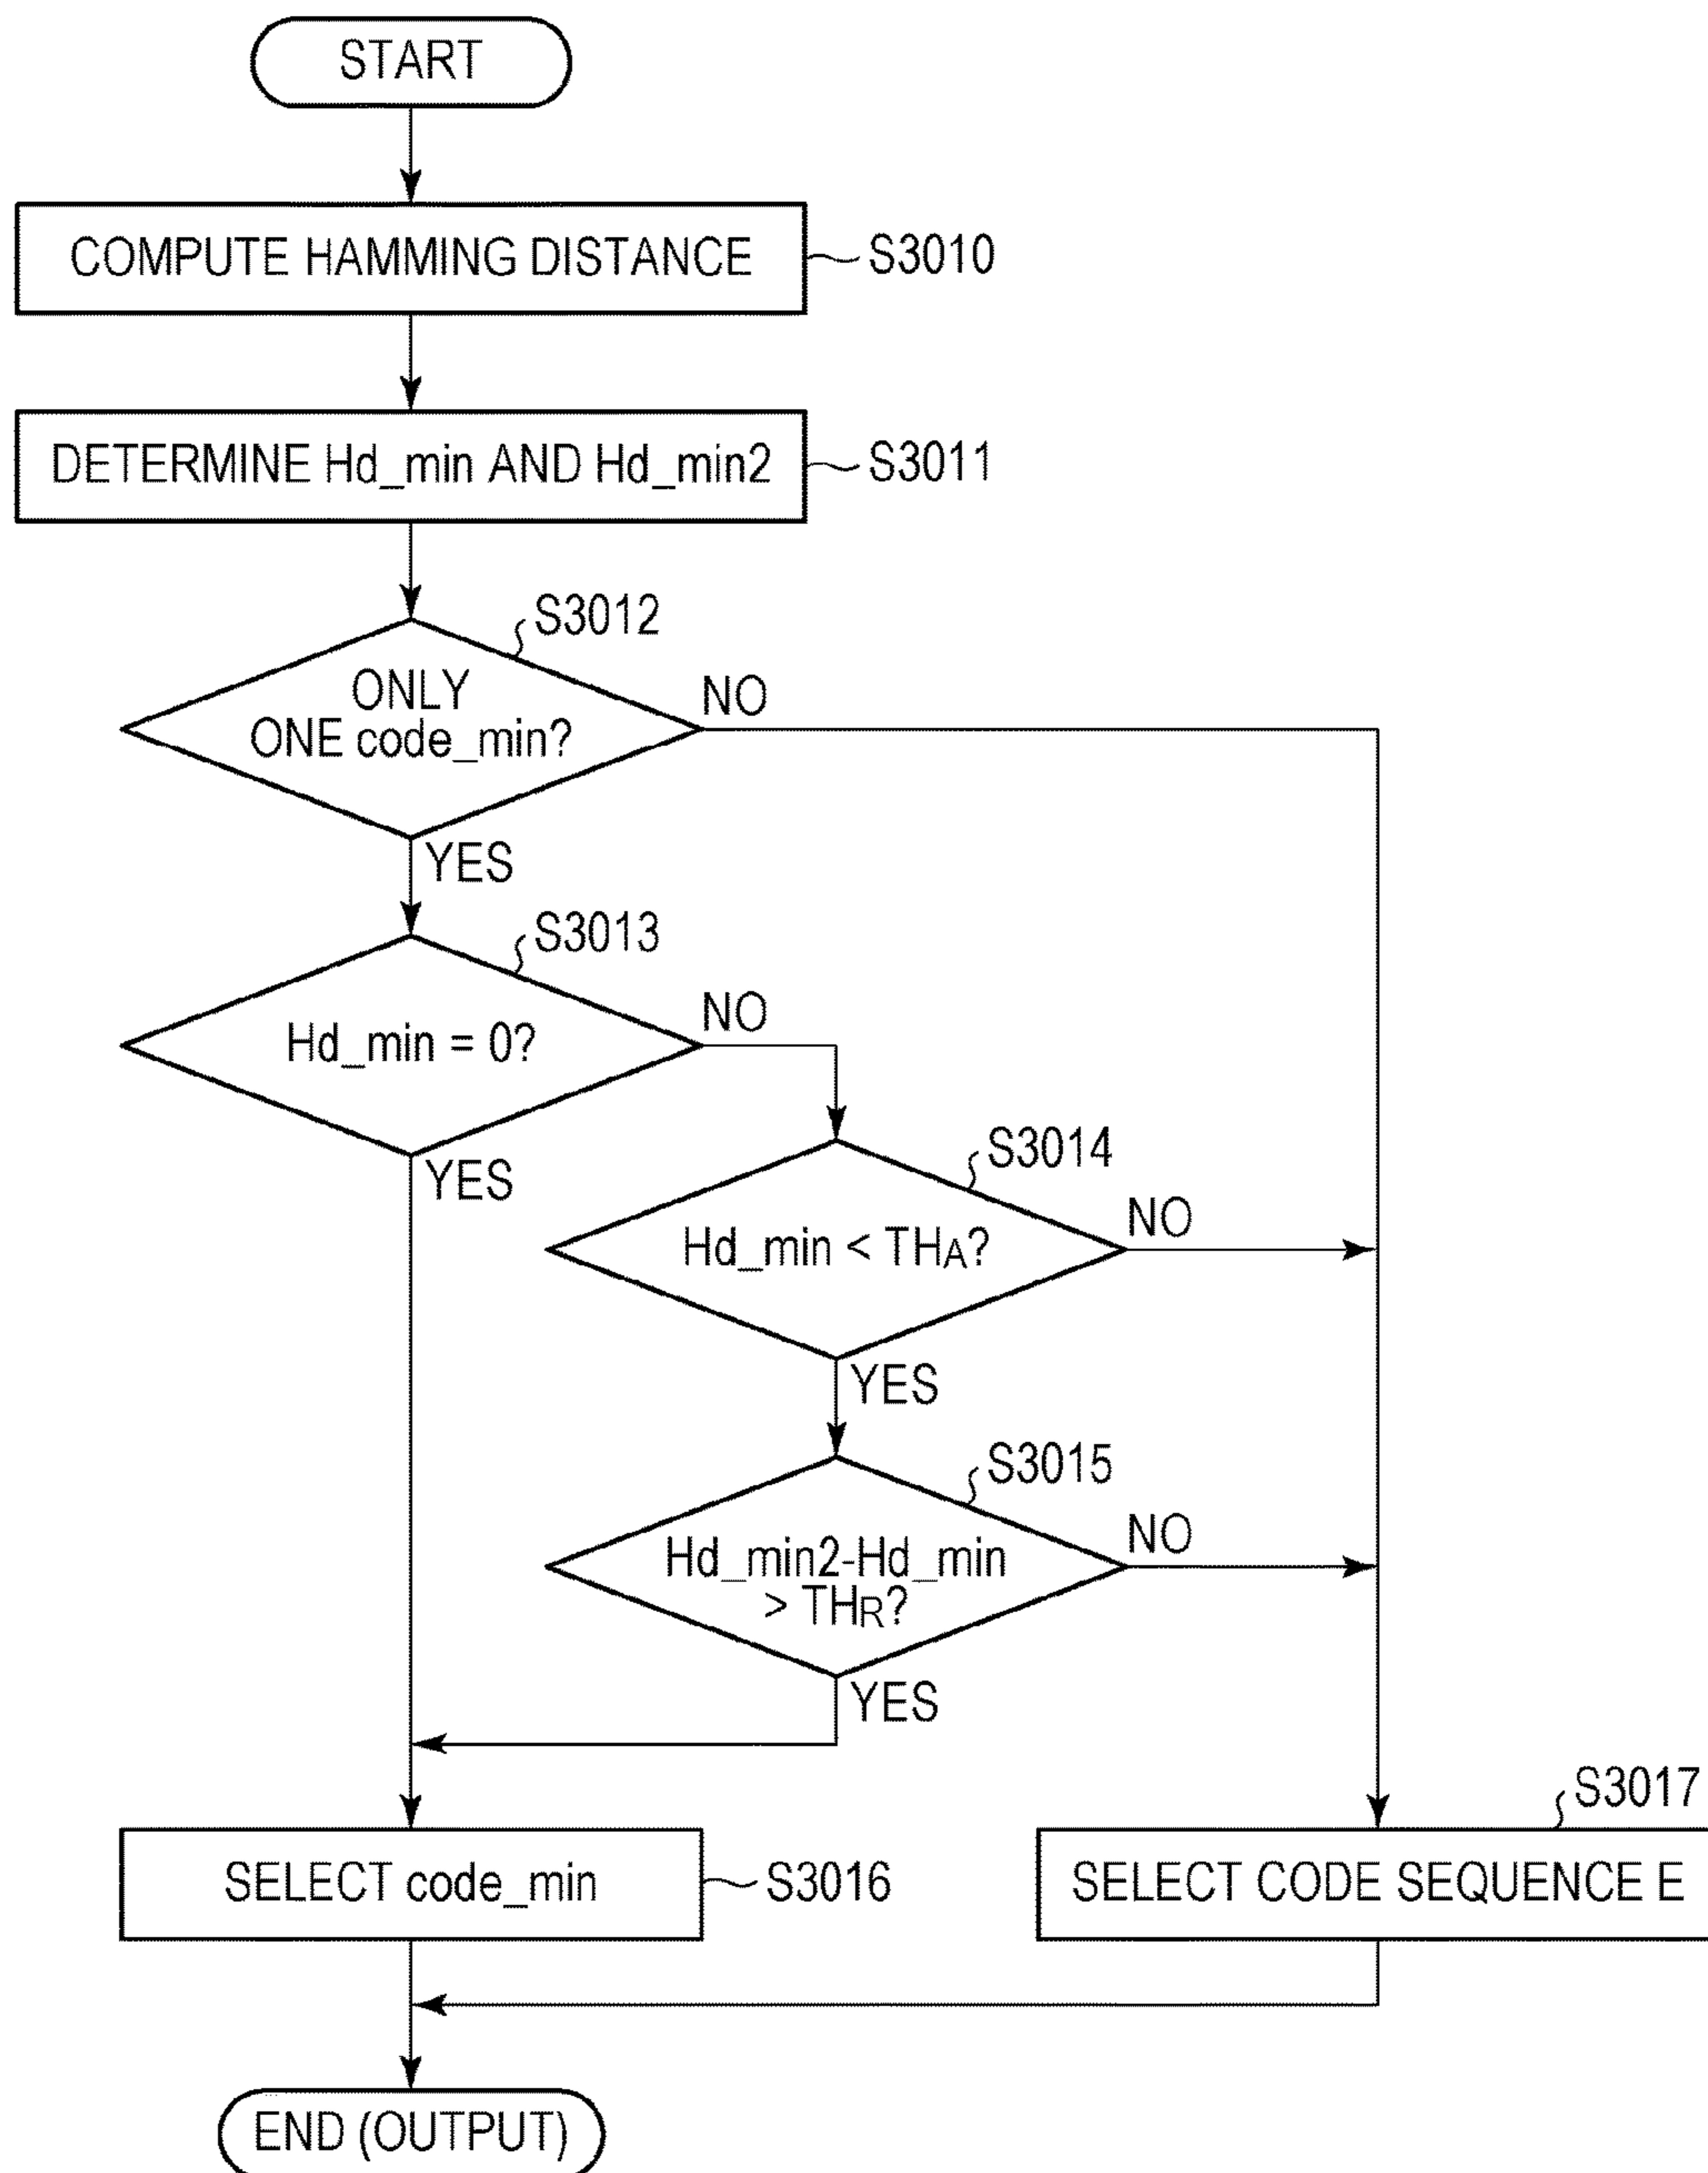 START
COMPUTE HAMMING DISTANCE
S3010
DETERMINE Hd_min AND Hd_min2
S3011
S3012
ONLY
ONE code_min?
NO
YES
S3013
Hd_min = 0?
NO
YES
S3014
Hd_min < THA?
NO
YES
S3015
Hd_min2-Hd_min
> THR?
NO
YES
SELECT code_min
S3016
S3017
SELECT CODE SEQUENCE E
END (OUTPUT)